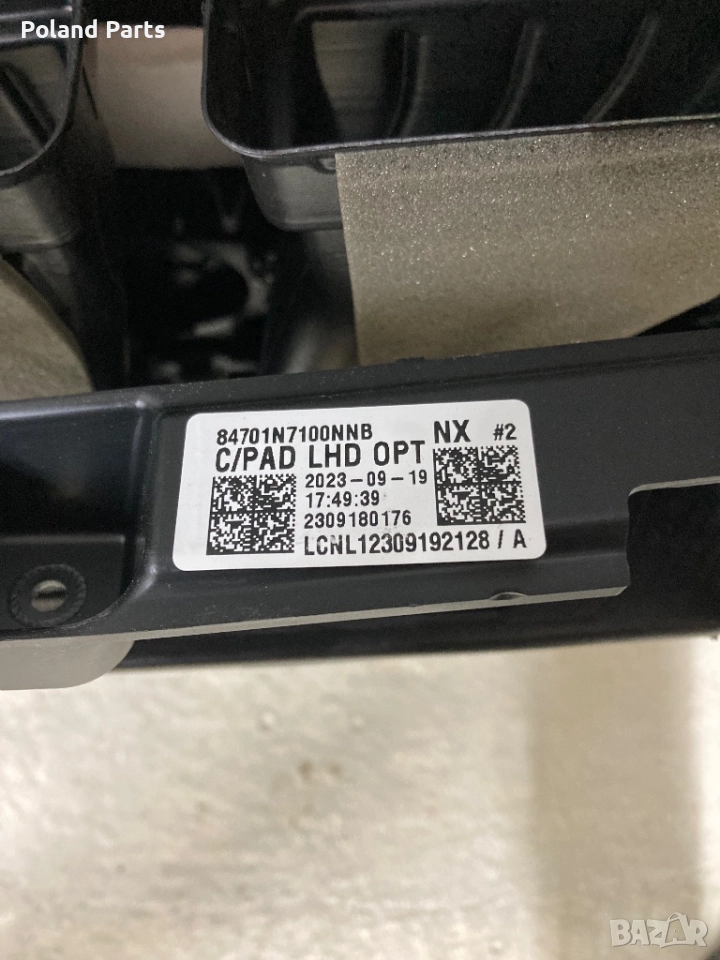 Poland Parts
84701N7100NNB NX #2
C/PAD LHD OPT
2023-09-19
17:49:39
2309180176
LCNL12309192128 / A
BAZAR